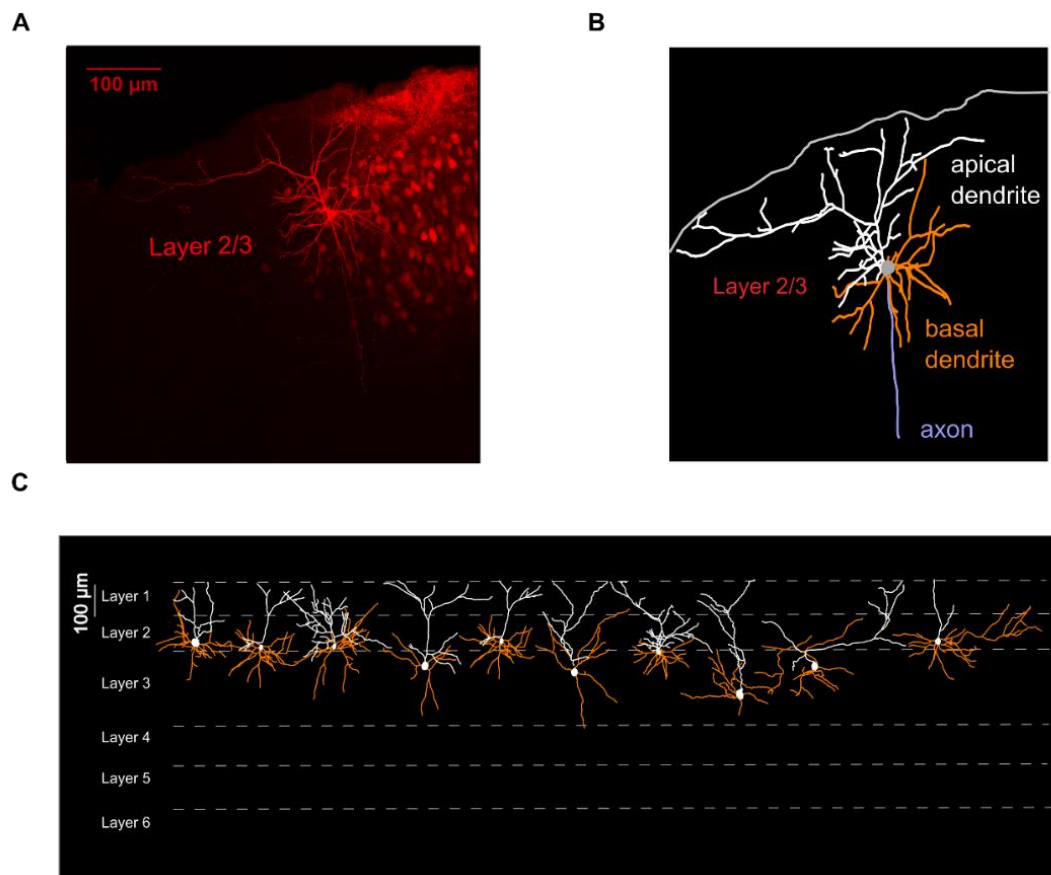 A
B
100 μm
Layer 2/3
apical
dendrite
Layer 2/3
basal
dendrite
axon
C
100 μm
Layer 1
Layer 2
Layer 3
Layer 4
Layer 5
Layer 6